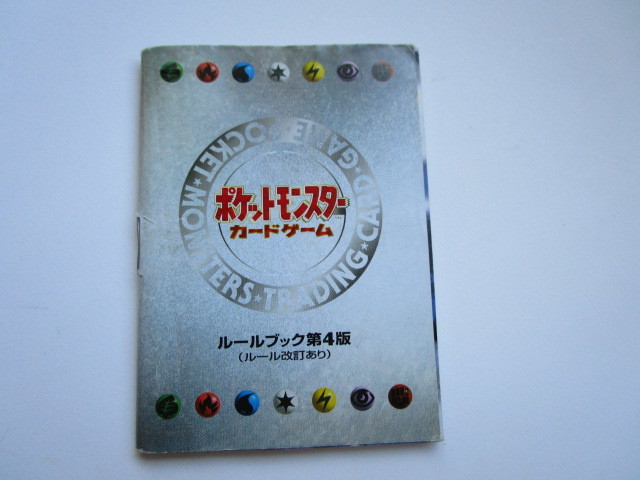 POCKET MONSTERS★TRADING★CARD GAME★
ポケットモンスター
カードゲーム
ルールブック第4版
(ルール改訂あり)